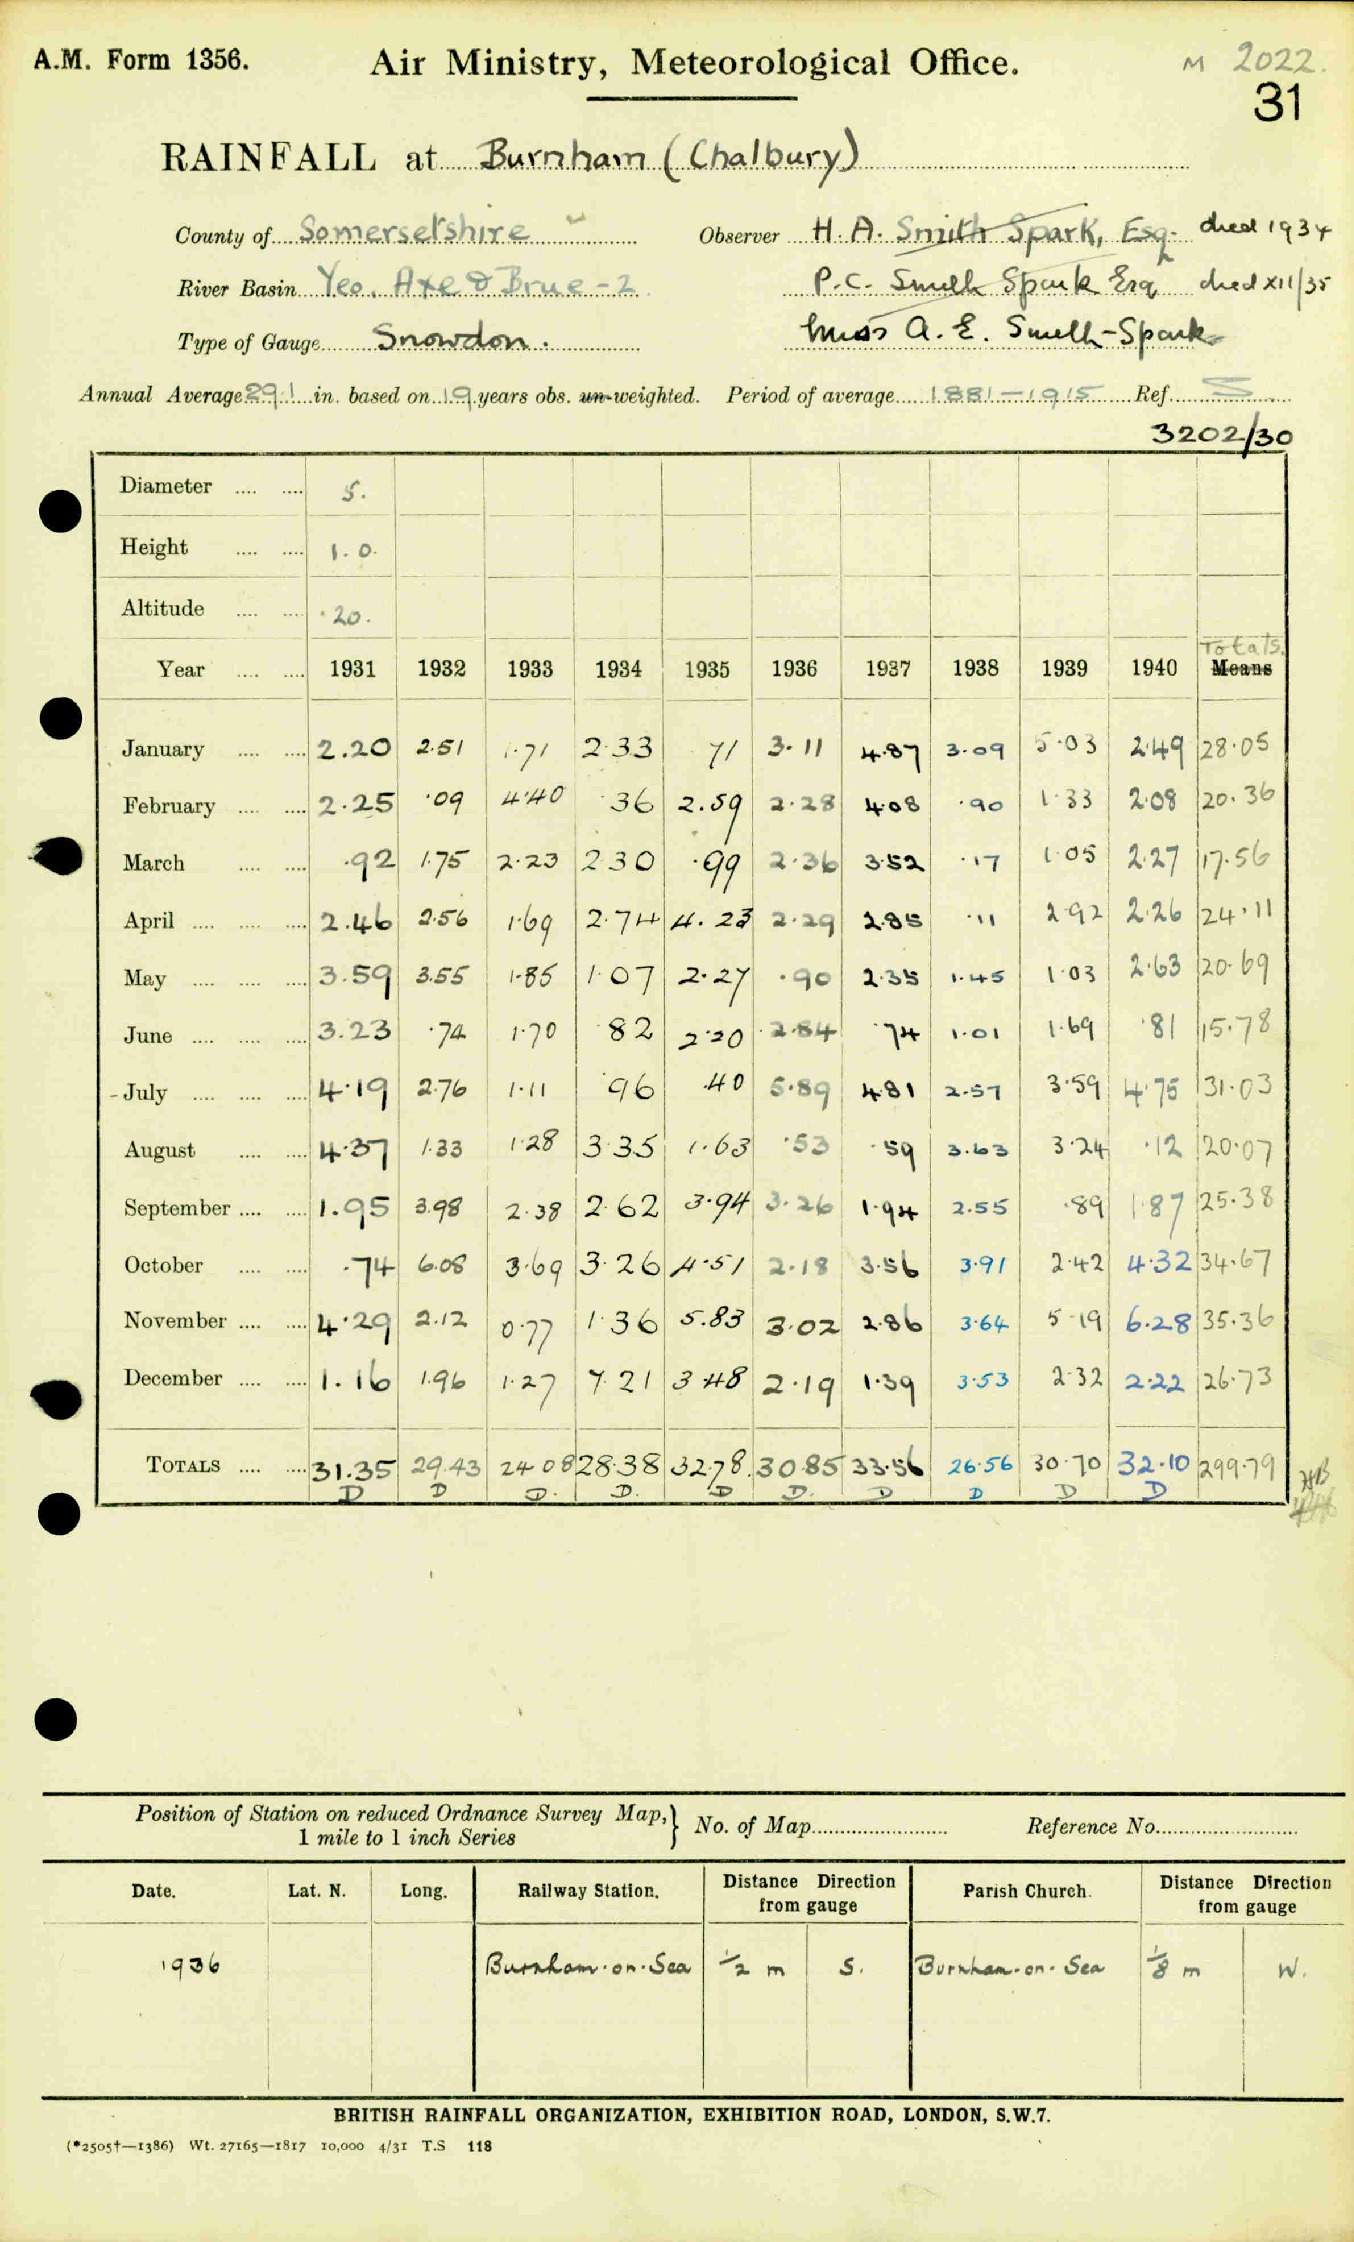 A.M. Form 1356.
Air Ministry, Meteorological Office.
M 2022.
31
RAINFALL at Burnham (Chalbury)
County of Somersetshire Observer H. A. Smith Spark, Esq. died 1934
River Basin Yeo, Axe & Brue - 2 P. C. Smith Spark Esq died XII/35
Type of Gauge Snowdon. Miss A. E. Smith-Spark
Annual Average 29.1 in. based on 19 years obs. un-weighted. Period of average 1881-1915 Ref. S
3202/30
Diameter .... .... 5.
Height .... .... 1.0.
Altitude .... .... 20.
Totals.
Year .... .... 1931 1932 1933 1934 1935 1936 1937 1938 1939 1940 Means
January .... .... 2.20 2.51 1.71 2.33 71 3.11 4.87 3.09 5.03 2.49 28.05
February .... .... 2.25 .09 4.40 .36 2.59 2.28 4.08 .90 1.33 2.08 20.36
March .... .... .92 1.75 2.23 2.30 .99 2.36 3.52 .17 1.05 2.27 17.56
April .... .... .... 2.46 2.56 1.69 2.74 4.23 2.29 2.85 .11 2.92 2.26 24.11
May .... .... .... 3.59 3.55 1.85 1.07 2.27 .90 2.35 1.45 1.03 2.63 20.69
June .... .... .... 3.23 .74 1.70 .82 2.20 2.84 .74 1.01 1.69 .81 15.78
July .... .... .... 4.19 2.76 1.11 .96 .40 5.89 4.81 2.57 3.59 4.75 31.03
August .... .... 4.37 1.33 1.28 3.35 1.63 .53 .59 3.63 3.24 .12 20.07
September .... .... 1.95 3.98 2.38 2.62 3.94 3.26 1.94 2.55 .89 1.87 25.38
October .... .... .74 6.08 3.69 3.26 4.51 2.18 3.56 3.91 2.42 4.32 34.67
November .... .... 4.29 2.12 0.77 1.36 5.83 3.02 2.86 3.64 5.19 6.28 35.36
December .... .... 1.16 1.96 1.27 7.21 3.48 2.19 1.39 3.53 2.32 2.22 26.73
TOTALS .... .... 31.35 29.43 24.08 28.38 32.78 30.85 33.56 26.56 30.70 32.10 299.79
D D D. D. D D. D D D D
Position of Station on reduced Ordnance Survey Map, 1 mile to 1 inch Series } No. of Map Reference No.
Date. Lat. N. Long. Railway Station. Distance from gauge Direction Parish Church. Distance from gauge Direction
1936 Burnham-on-Sea 1/2 m S. Burnham-on-Sea 1/8 m W.
BRITISH RAINFALL ORGANIZATION, EXHIBITION ROAD, LONDON, S.W.7.
(*2505†—1386) Wt. 27165—1817 10,000 4/31 T.S 118